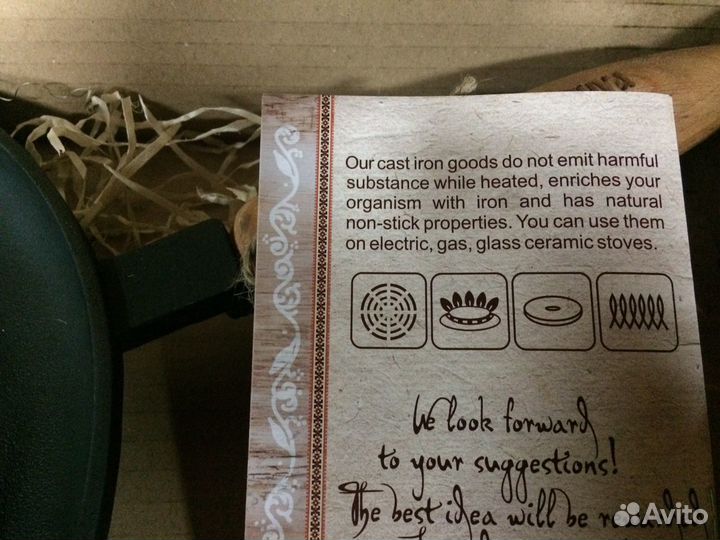 Our cast iron goods do not emit harmful
substance while heated, enriches your
organism with iron and has natural
non-stick properties. You can use them
on electric, gas, glass ceramic stoves.
We look forward
to your suggestions!
The best idea will be
Avito